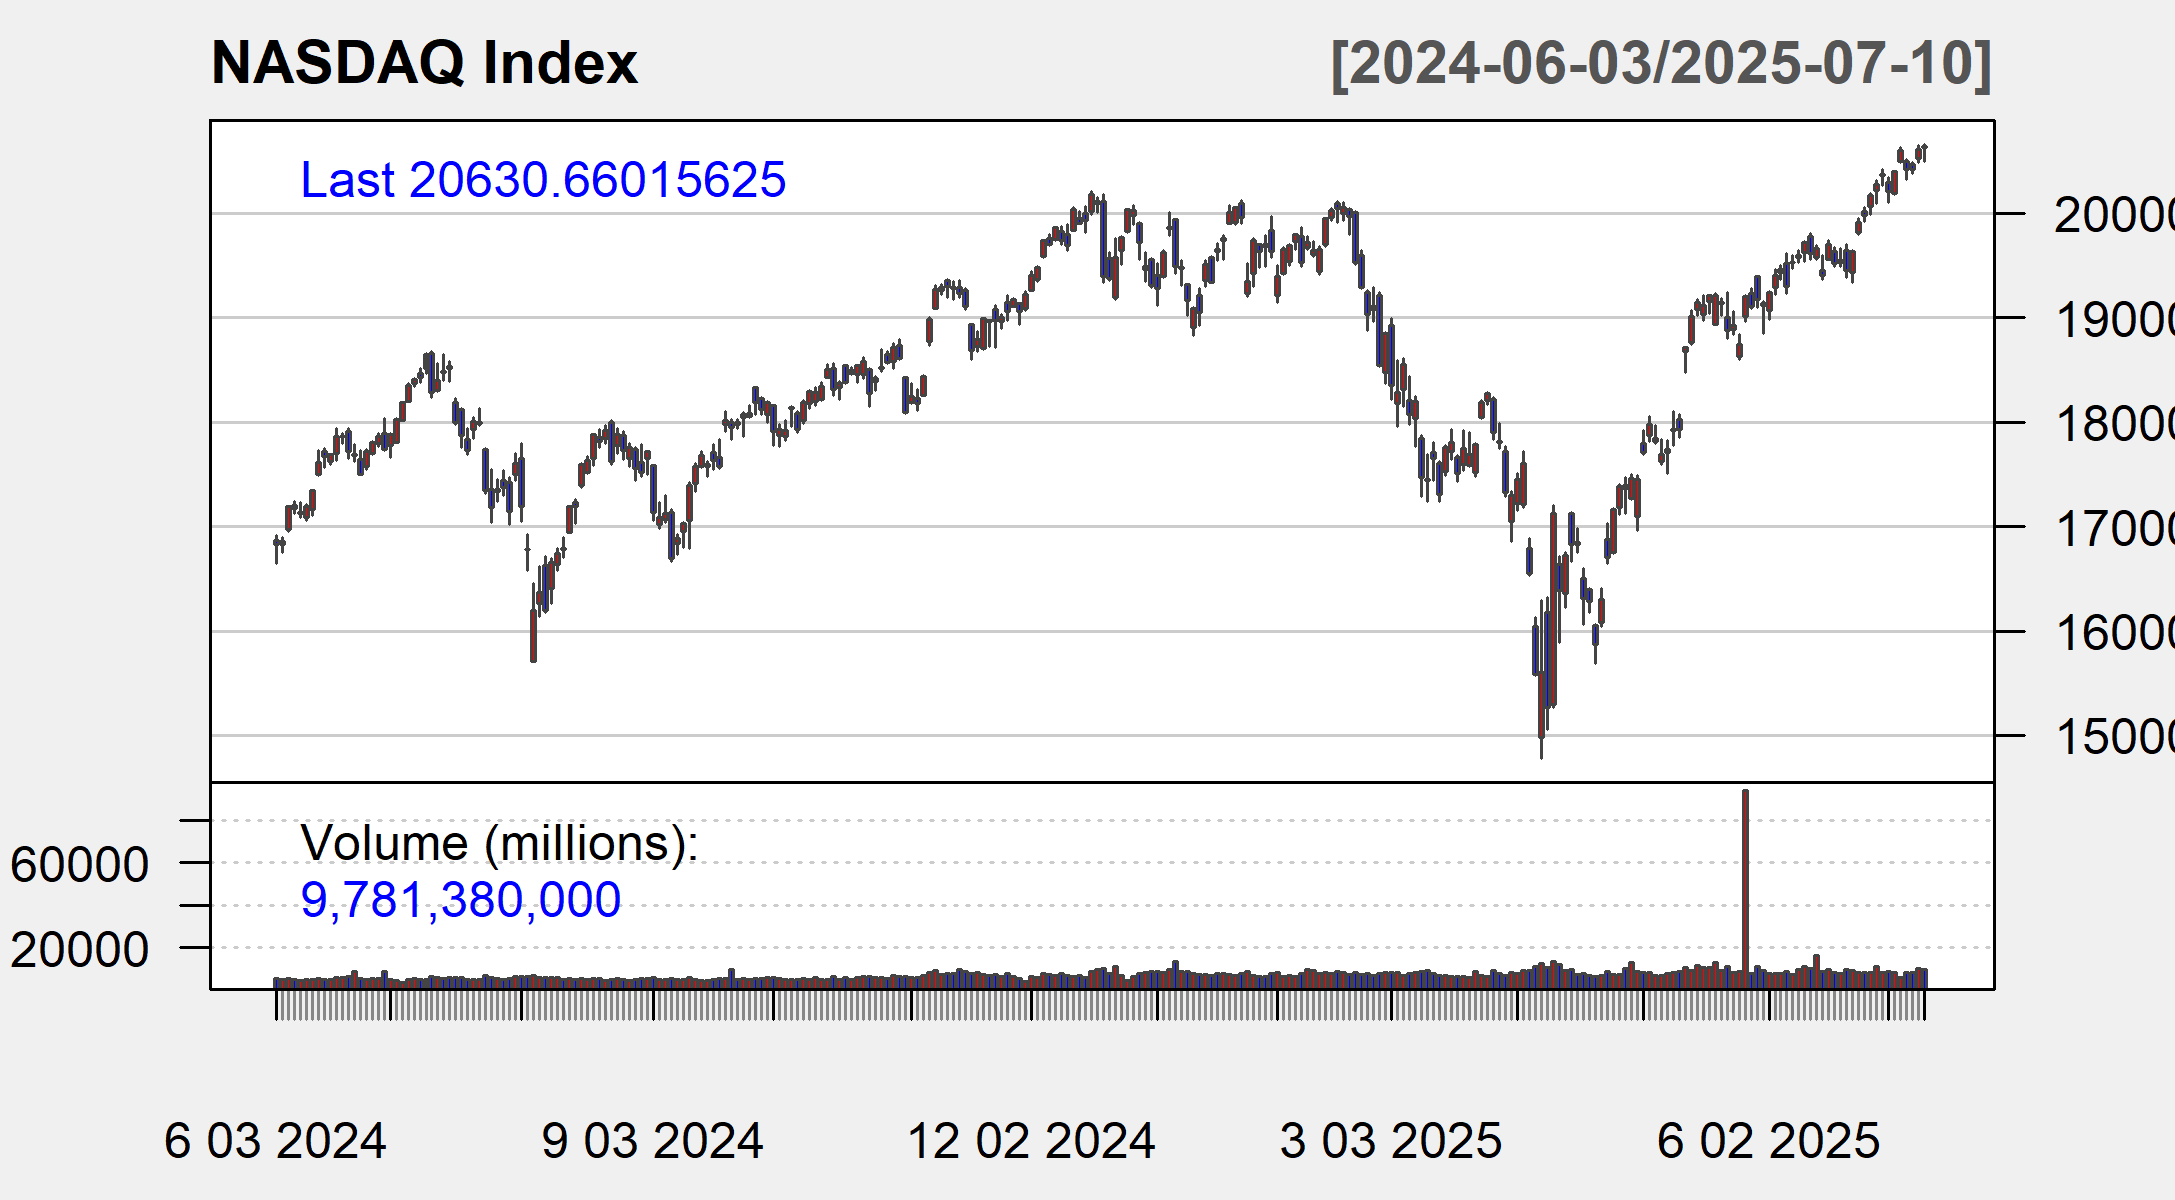 NASDAQ Index
[2024-06-03/2025-07-10]
Last 20630.66015625
20000
19000
18000
17000
16000
15000
Volume (millions):
9,781,380,000
60000
20000
6 03 2024
9 03 2024
12 02 2024
3 03 2025
6 02 2025